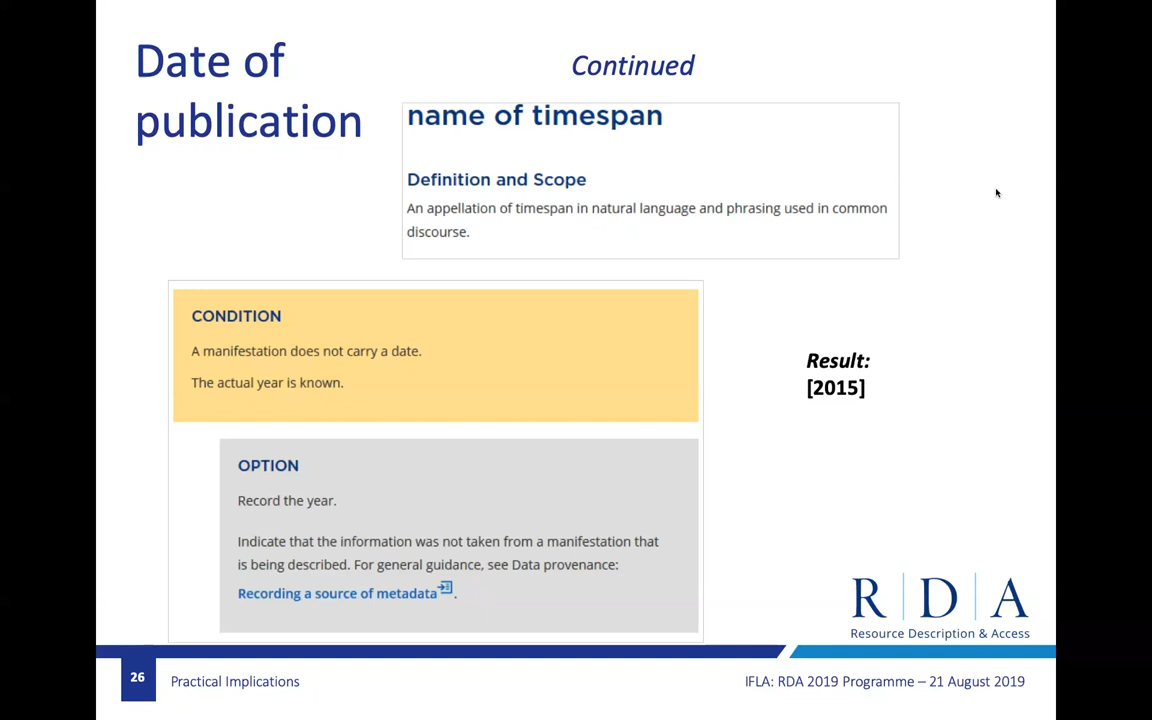 Date of
publication
Continued
name of timespan
Definition and Scope
An appellation of timespan in natural language and phrasing used in common
discourse.
CONDITION
A manifestation does not carry a date.
The actual year is known.
Result:
[2015]
OPTION
Record the year.
Indicate that the information was not taken from a manifestation that
is being described. For general guidance, see Data provenance:
Recording a source of metadata.
R | D | A
Resource Description & Access
26
Practical Implications
IFLA: RDA 2019 Programme – 21 August 2019